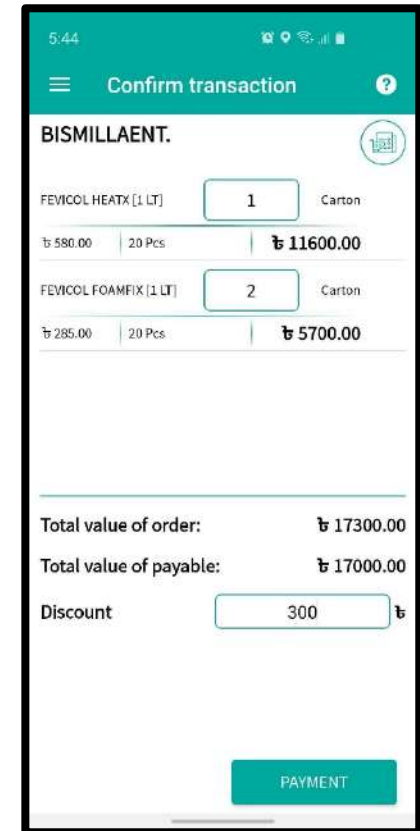 5:44
Confirm transaction ?
BISMILLAENT.
FEVICOL HEATX [1 LT] 1 Carton
৳ 580.00 20 Pcs ৳ 11600.00
FEVICOL FOAMFIX [1 LT] 2 Carton
৳ 285.00 20 Pcs ৳ 5700.00
Total value of order: ৳ 17300.00
Total value of payable: ৳ 17000.00
Discount 300 ৳
PAYMENT